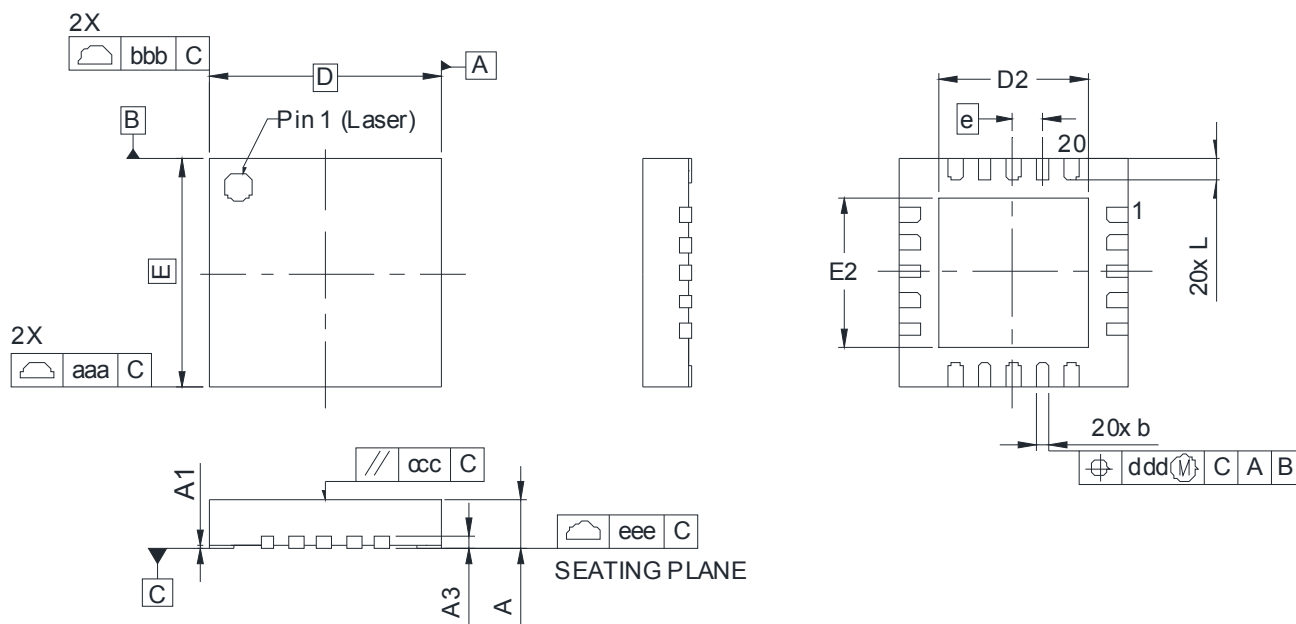 2X
bbb C
D
A
B
Pin 1 (Laser)
E
2X
aaa C
D2
e
20
1
E2
20x L
20x b
ddd M C A B
A1
ccc C
eee C
SEATING PLANE
C
A3
A